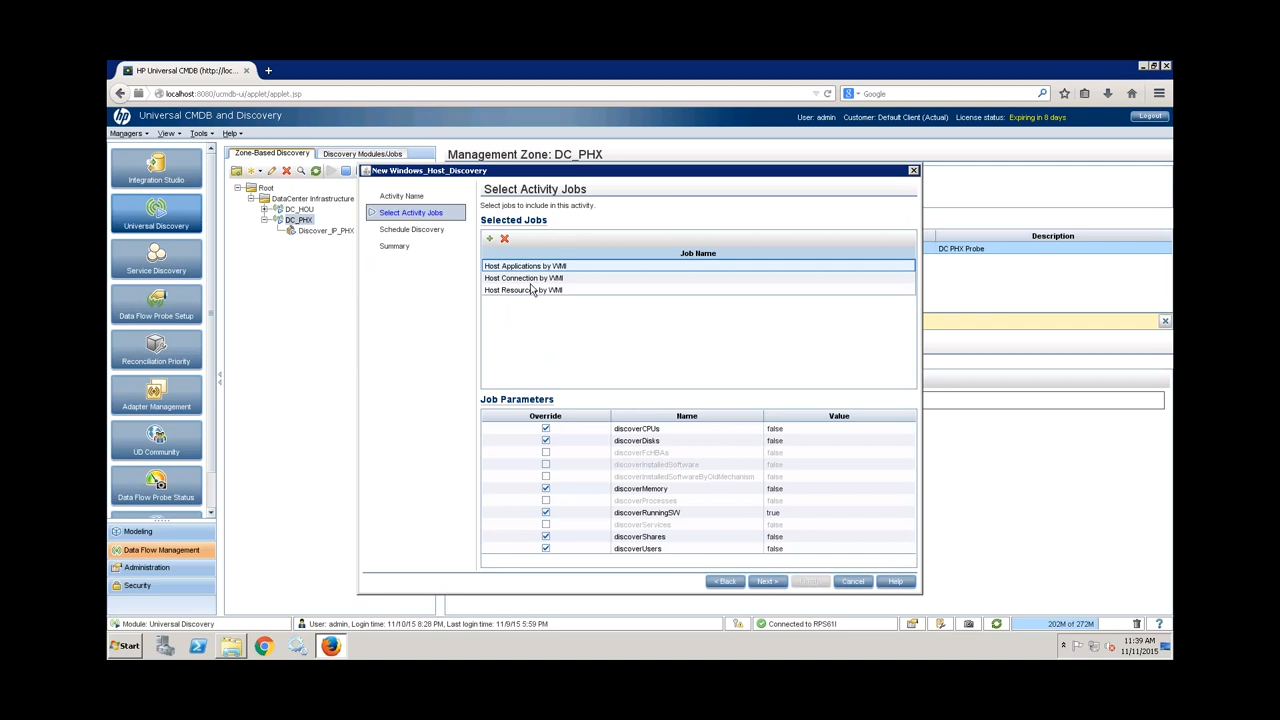 HP Universal CMDB (http://loc...
localhost:8080/ucmdb-ui/applet/applet.jsp
Google
Universal CMDB and Discovery
User: admin Customer: Default Client (Actual) License status: Expiring in 8 days
Logout
Managers View Tools Help
Integration Studio
Universal Discovery
Service Discovery
Data Flow Probe Setup
Reconciliation Priority
Adapter Management
UD Community
Data Flow Probe Status
Modeling
Data Flow Management
Administration
Security
Zone-Based Discovery Discovery Modules/Jobs
Root
DataCenter Infrastructure
DC_HOU
DC_PHX
Discover_IP_PHX
Management Zone: DC_PHX
Description
DC PHX Probe
New Windows_Host_Discovery
Activity Name
Select Activity Jobs
Schedule Discovery
Summary
Select Activity Jobs
Select jobs to include in this activity.
Selected Jobs
Job Name
Host Applications by WMI
Host Connection by WMI
Host Resources by WMI
Job Parameters
Override Name Value
discoverCPUs false
discoverDisks false
discoverFcHBAs false
discoverInstalledSoftware false
discoverInstalledSoftwareByOldMechanism false
discoverMemory false
discoverProcesses false
discoverRunningSW true
discoverServices false
discoverShares false
discoverUsers false
< Back Next > Cancel Help
Module: Universal Discovery
User: admin, Login time: 11/10/15 8:28 PM, Last login time: 11/9/15 5:59 PM
Connected to RPS61I
202M of 272M
Start
11:39 AM
11/11/2015